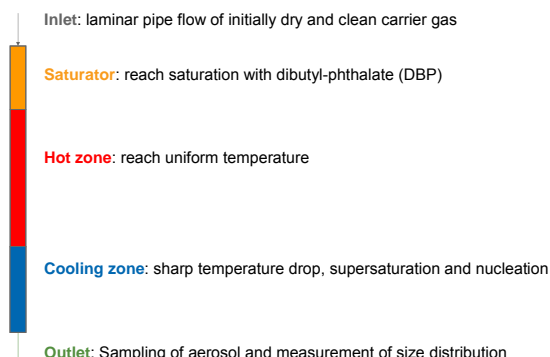 Inlet: laminar pipe flow of initially dry and clean carrier gas
Saturator: reach saturation with dibutyl-phthalate (DBP)
Hot zone: reach uniform temperature
Cooling zone: sharp temperature drop, supersaturation and nucleation
Outlet: Sampling of aerosol and measurement of size distribution